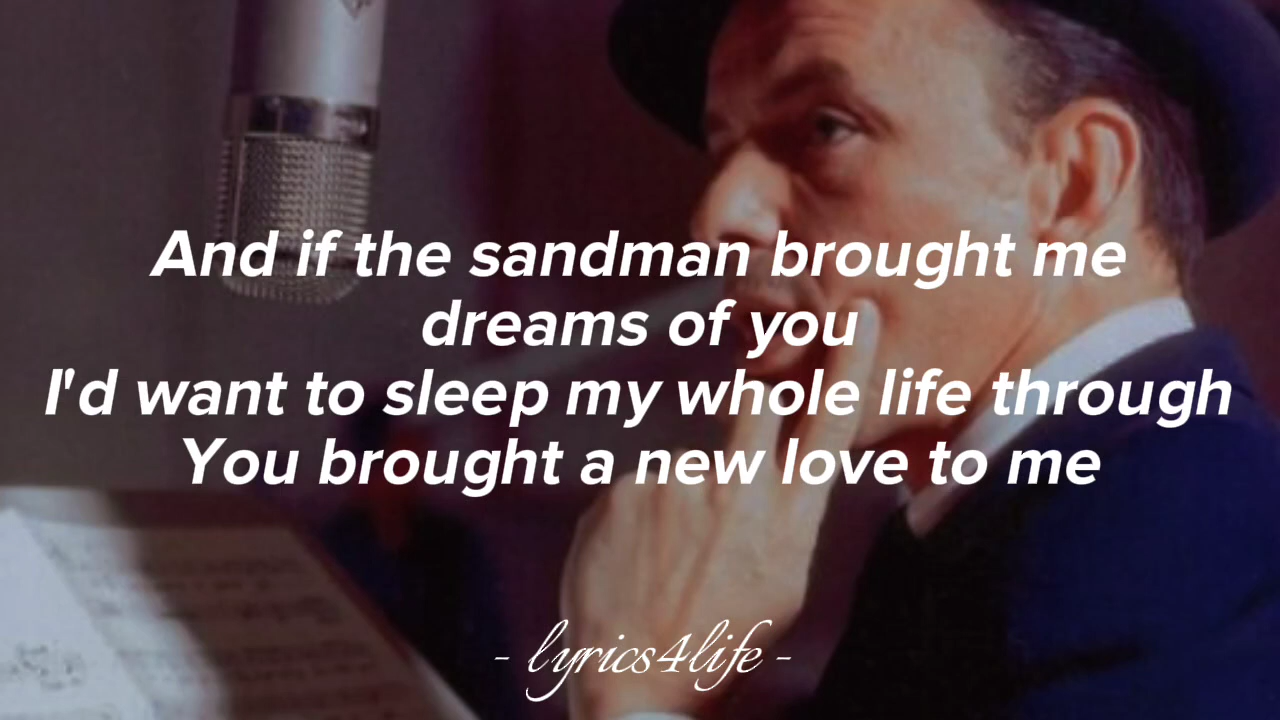 And if the sandman brought me
dreams of you
I'd want to sleep my whole life through
You brought a new love to me
- lyrics4life -